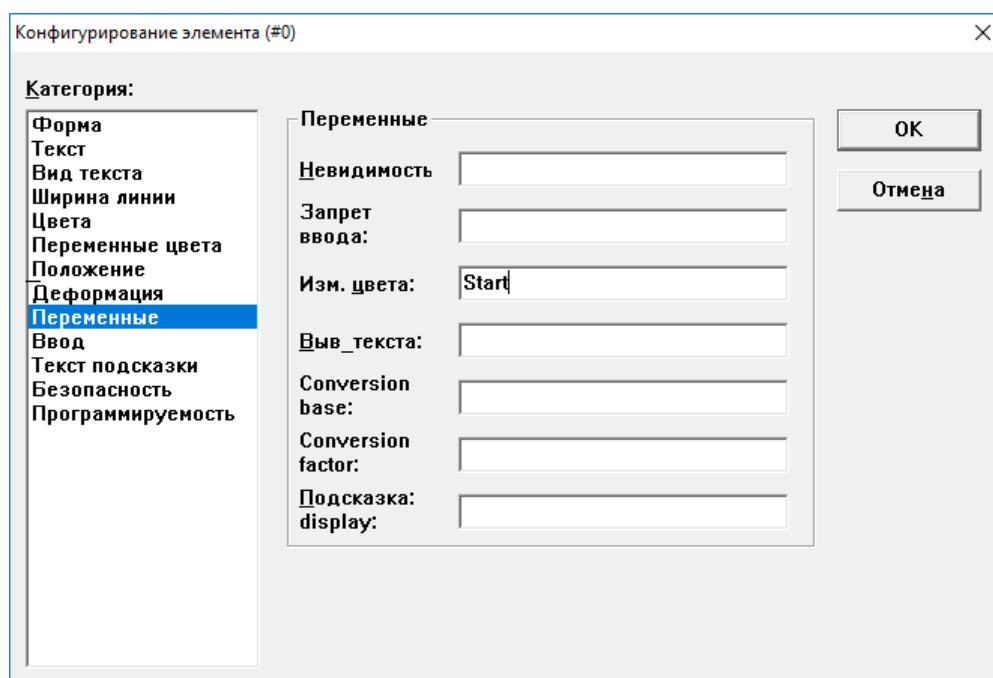 Конфигурирование элемента (#0)
Категория:
Форма
Текст
Вид текста
Ширина линии
Цвета
Переменные цвета
Положение
Деформация
Переменные
Ввод
Текст подсказки
Безопасность
Программируемость
Переменные
Невидимость
Запрет
ввода:
Изм. цвета:
Start
Выв_текста:
Conversion
base:
Conversion
factor:
Подсказка:
display:
OK
Отмена